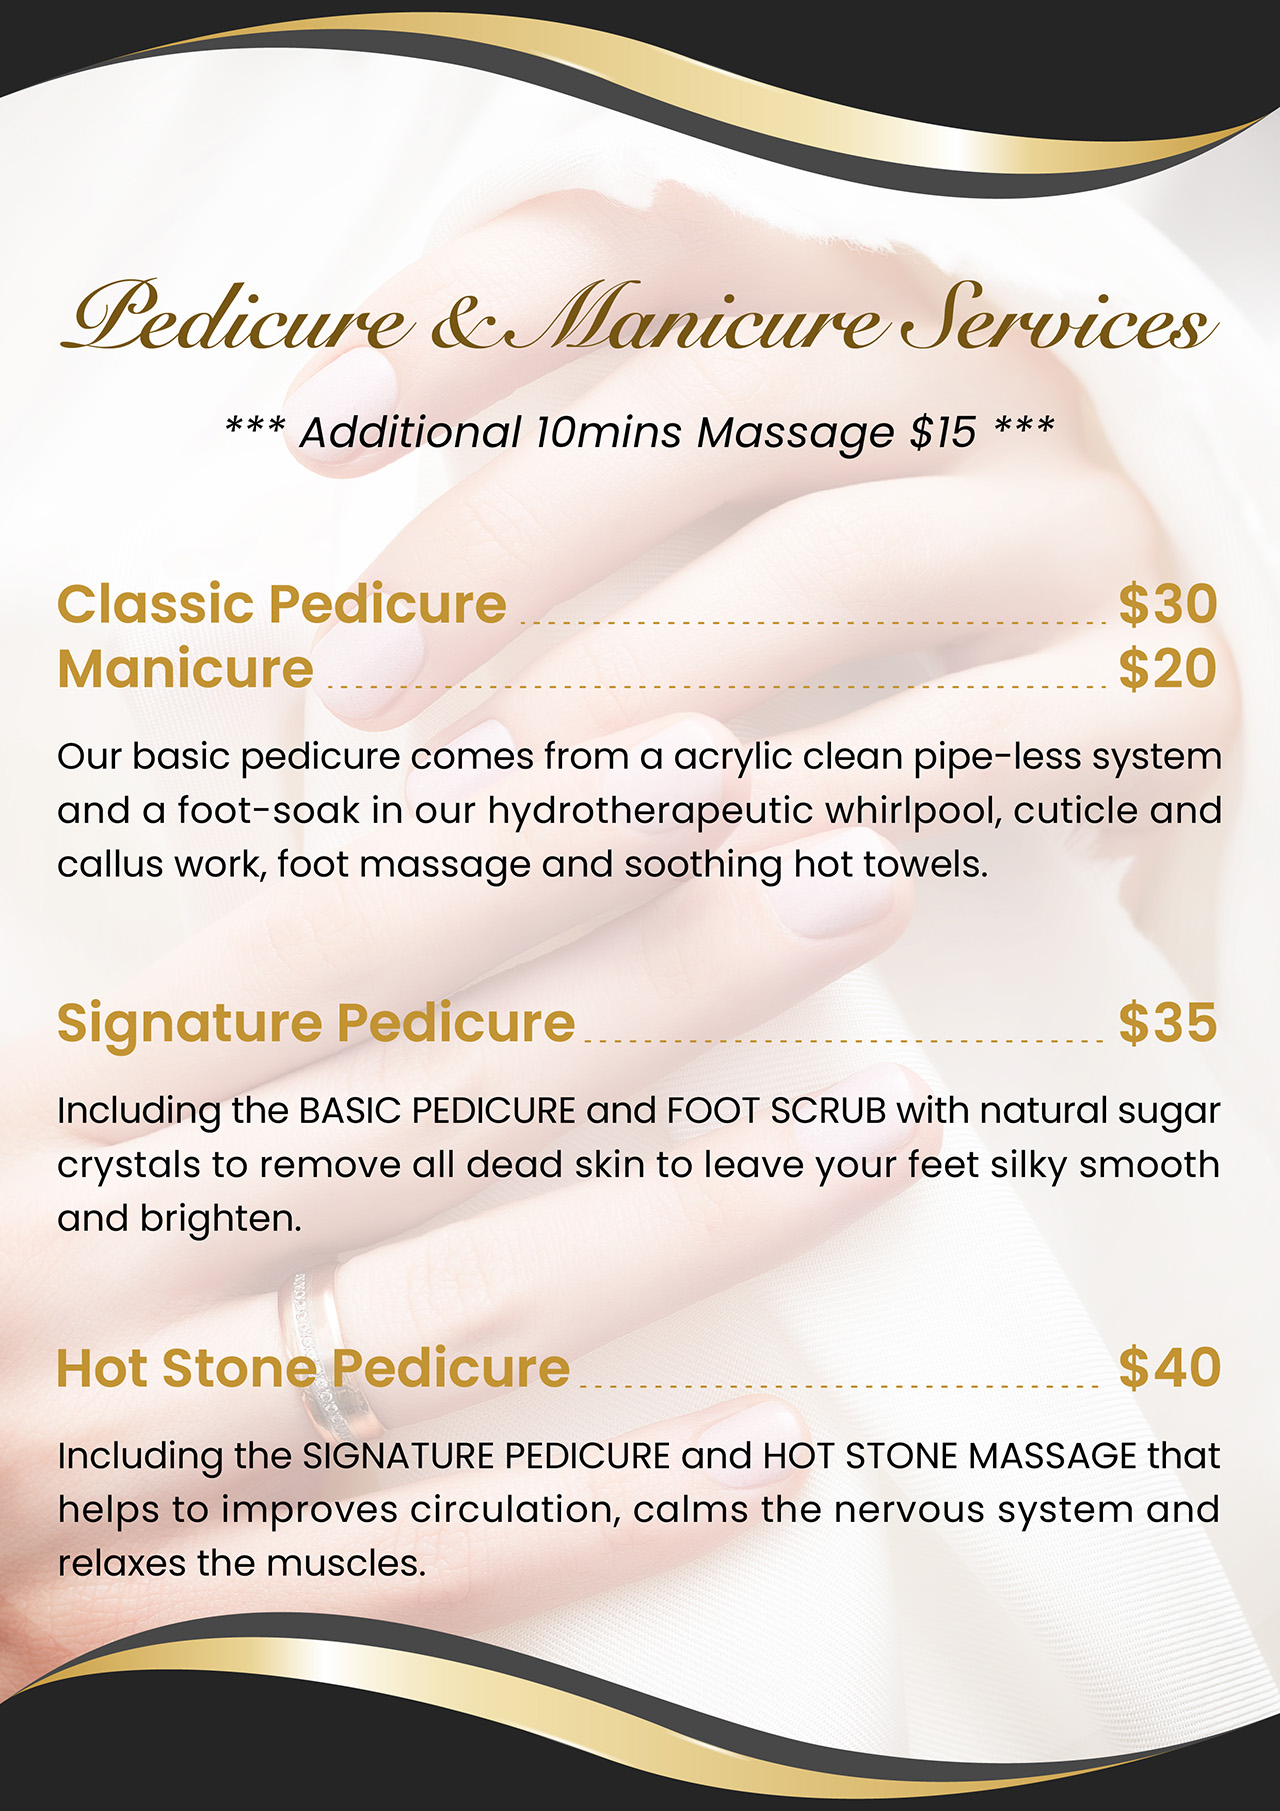 Pedicure & Manicure Services
*** Additional 10mins Massage $15 ***
Classic Pedicure $30
Manicure $20
Our basic pedicure comes from a acrylic clean pipe-less system
and a foot-soak in our hydrotherapeutic whirlpool, cuticle and
callus work, foot massage and soothing hot towels.
Signature Pedicure $35
Including the BASIC PEDICURE and FOOT SCRUB with natural sugar
crystals to remove all dead skin to leave your feet silky smooth
and brighten.
Hot Stone Pedicure $40
Including the SIGNATURE PEDICURE and HOT STONE MASSAGE that
helps to improves circulation, calms the nervous system and
relaxes the muscles.